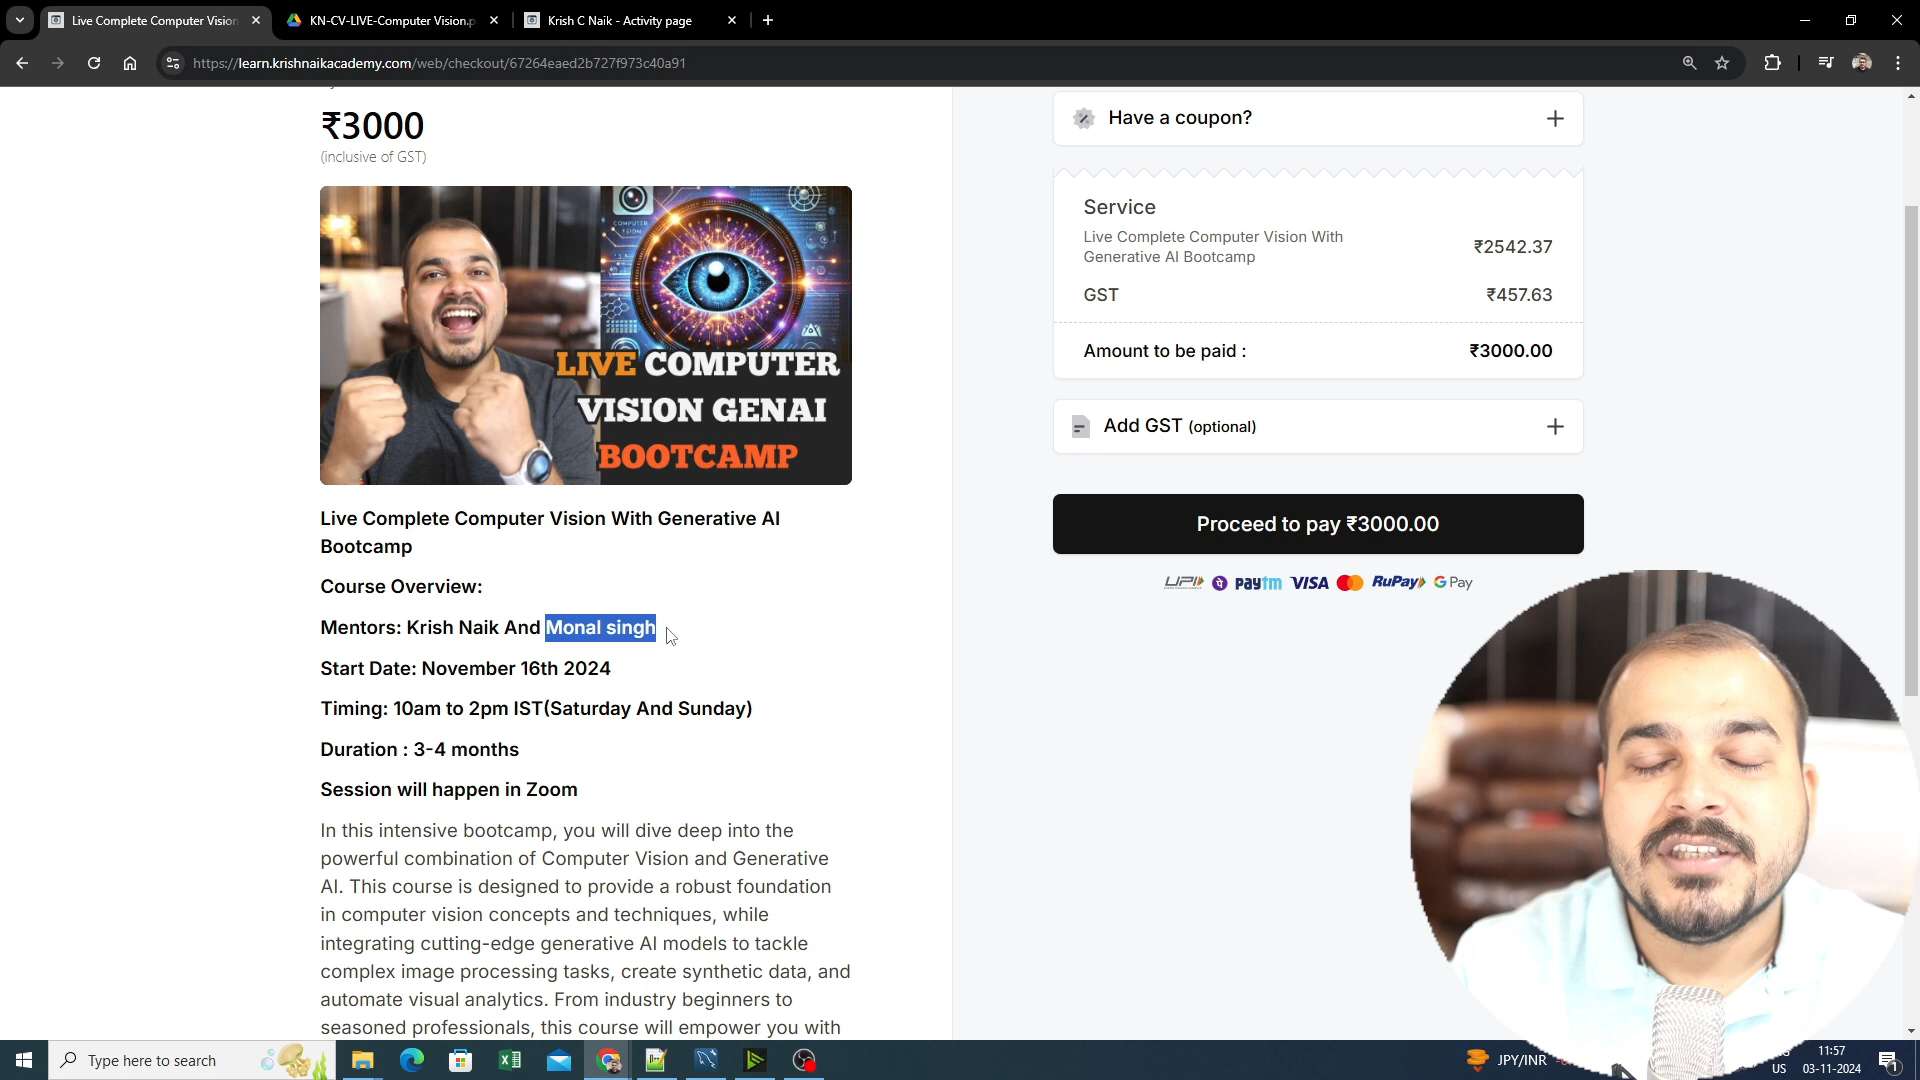 Live Complete Computer Vision
KN-CV-LIVE-Computer Vision.p
Krish C Naik - Activity page
https://learn.krishnaikacademy.com/web/checkout/67264eaed2b727f973c40a91
₹3000
(inclusive of GST)
COMPUTER
LIVE COMPUTER
VISION GENAI
BOOTCAMP
Live Complete Computer Vision With Generative AI
Bootcamp
Course Overview:
Mentors: Krish Naik And Monal singh
Start Date: November 16th 2024
Timing: 10am to 2pm IST(Saturday And Sunday)
Duration : 3-4 months
Session will happen in Zoom
In this intensive bootcamp, you will dive deep into the
powerful combination of Computer Vision and Generative
AI. This course is designed to provide a robust foundation
in computer vision concepts and techniques, while
integrating cutting-edge generative AI models to tackle
complex image processing tasks, create synthetic data, and
automate visual analytics. From industry beginners to
seasoned professionals, this course will empower you with
Have a coupon?
Service
Live Complete Computer Vision With
Generative AI Bootcamp
₹2542.37
GST
₹457.63
Amount to be paid :
₹3000.00
Add GST (optional)
Proceed to pay ₹3000.00
UPI
paytm
VISA
RuPay
G Pay
Type here to search
JPY/INR
US
11:57
03-11-2024
1